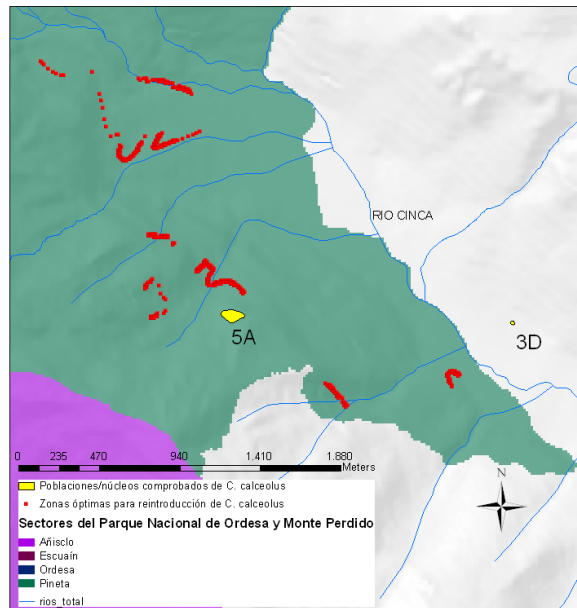 RIO CINCA
5A
3D
0 235 470 940 1.410 1.880
Meters
N
Poblaciones/núcleos comprobados de C. calceolus
Zonas óptimas para reintroducción de C. calceolus
Sectores del Parque Nacional de Ordesa y Monte Perdido
Añisclo
Escuaín
Ordesa
Pineta
rios_total